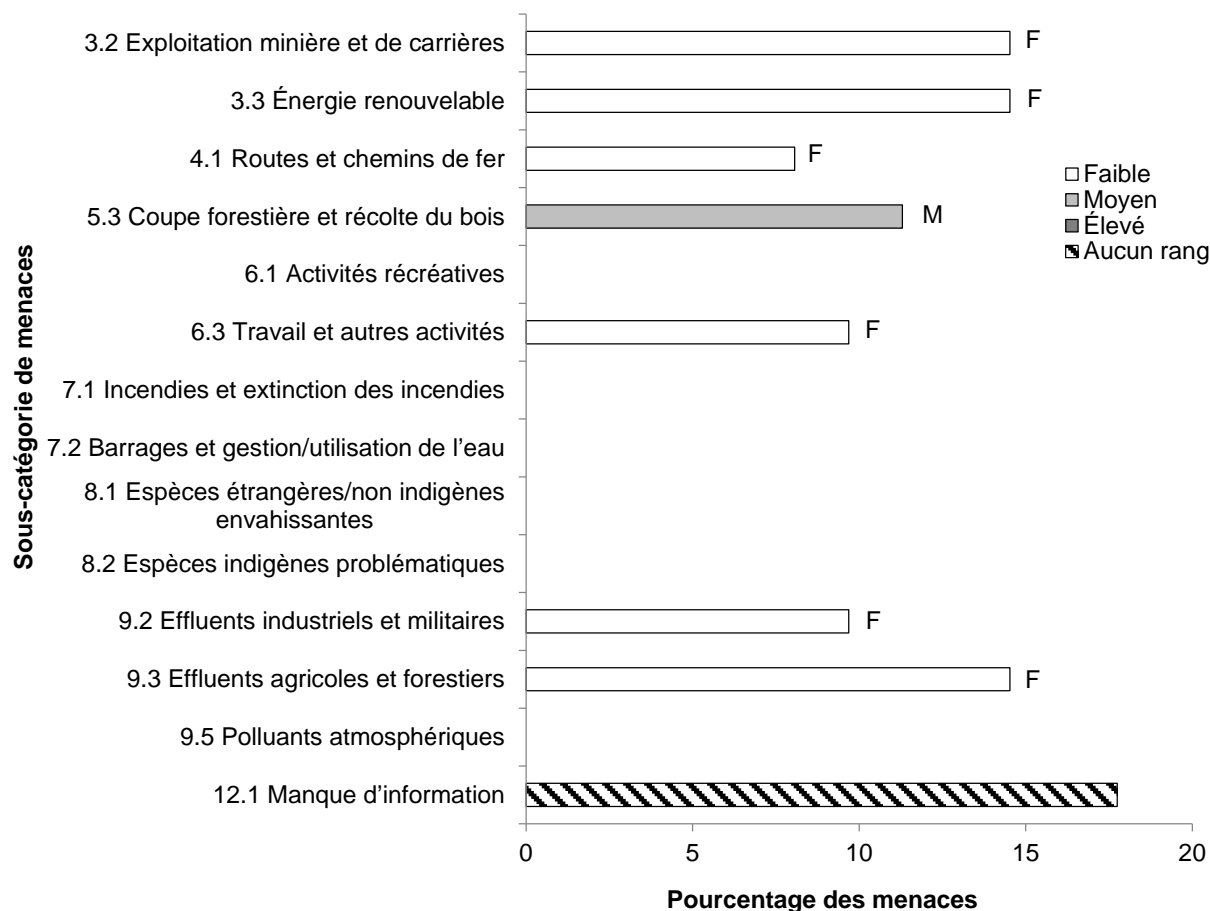 3.2 Exploitation minière et de carrières
F
3.3 Énergie renouvelable
F
4.1 Routes et chemins de fer
F
5.3 Coupe forestière et récolte du bois
M
6.1 Activités récréatives
6.3 Travail et autres activités
F
7.1 Incendies et extinction des incendies
7.2 Barrages et gestion/utilisation de l’eau
8.1 Espèces étrangères/non indigènes
envahissantes
8.2 Espèces indigènes problématiques
9.2 Effluents industriels et militaires
F
9.3 Effluents agricoles et forestiers
F
9.5 Polluants atmosphériques
12.1 Manque d’information
Sous-catégorie de menaces
Faible
Moyen
Élevé
Aucun rang
0 5 10 15 20
Pourcentage des menaces